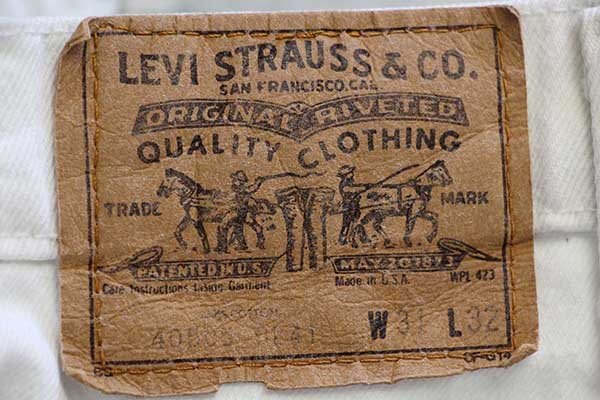 LEVI STRAUSS & CO.
SAN FRANCISCO, CAL.
ORIGINAL RIVETED
QUALITY CLOTHING
TRADE MARK
PATENTED IN U.S. MAY 20 1873
Care Instructions Inside Garment Made in U.S.A. WPL 423
W 31 L 32